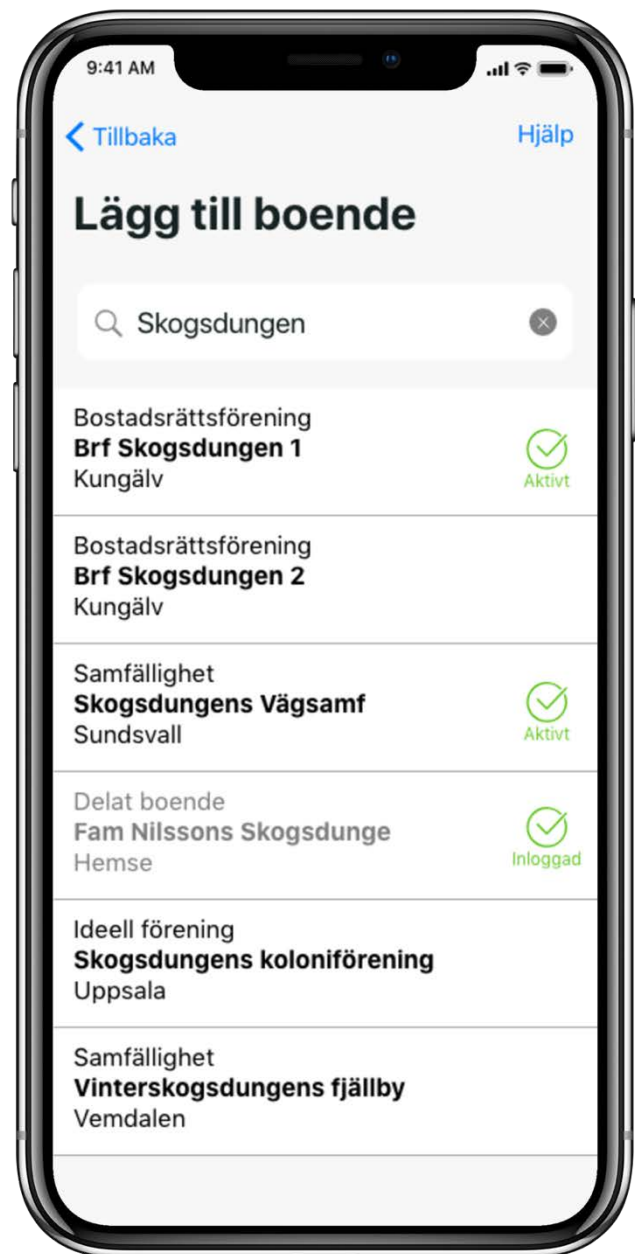 9:41 AM
Tillbaka
Hjälp
Lägg till boende
Skogsdungen
Bostadsrättsförening
Brf Skogsdungen 1
Kungälv
Aktivt
Bostadsrättsförening
Brf Skogsdungen 2
Kungälv
Samfällighet
Skogsdungens Vägsamf
Sundsvall
Aktivt
Delat boende
Fam Nilssons Skogsdunge
Hemse
Inloggad
Ideell förening
Skogsdungens koloniförening
Uppsala
Samfällighet
Vinterskogsdungens fjällby
Vemdalen